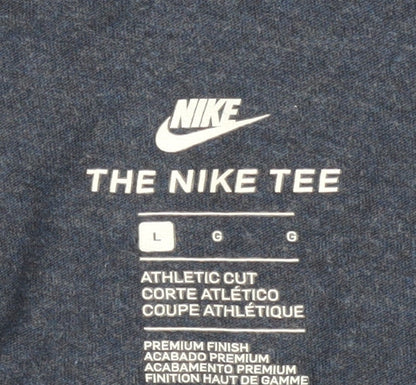 NIKE
THE NIKE TEE
L G G
ATHLETIC CUT
CORTE ATLÉTICO
COUPE ATHLÉTIQUE
PREMIUM FINISH
ACABADO PREMIUM
ACABAMENTO PREMIUM
FINITION HAUT DE GAMME